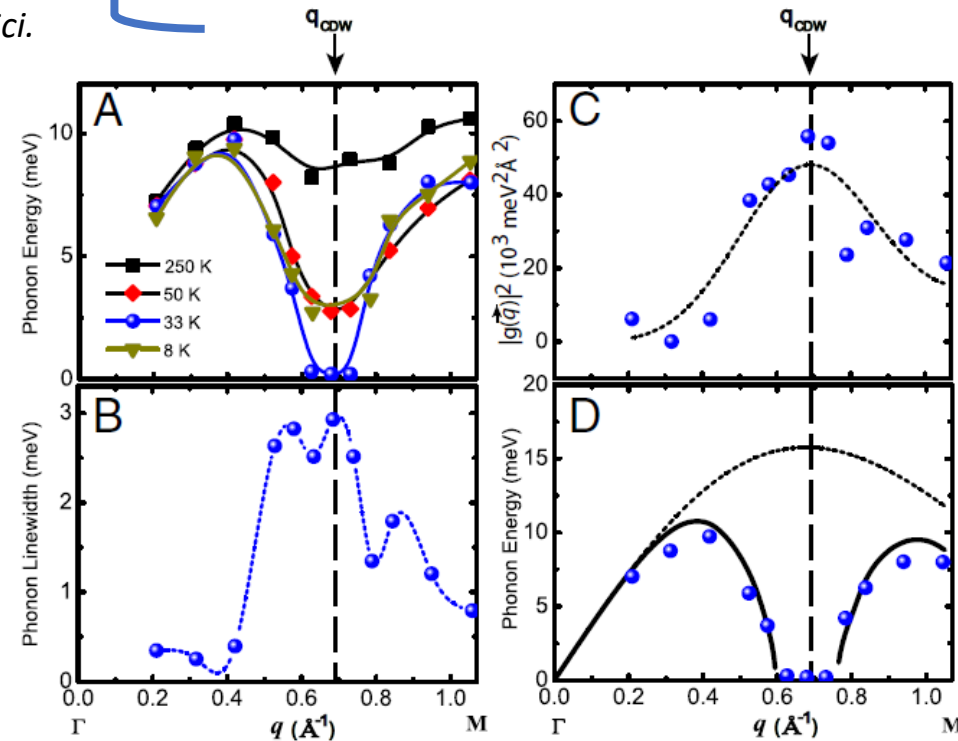 ici.
q_CDW
q_CDW
A
Phonon Energy (meV)
10
5
0
250 K
50 K
33 K
8 K
C
|g(q⃗)|² (10³ meV²Å²)
60
40
20
0
B
Phonon Linewidth (meV)
3
2
1
0
0.0 0.2 0.4 0.6 0.8 1.0
Γ q (Å⁻¹) M
D
Phonon Energy (meV)
20
15
10
5
0
0.0 0.2 0.4 0.6 0.8 1.0
Γ q (Å⁻¹) M